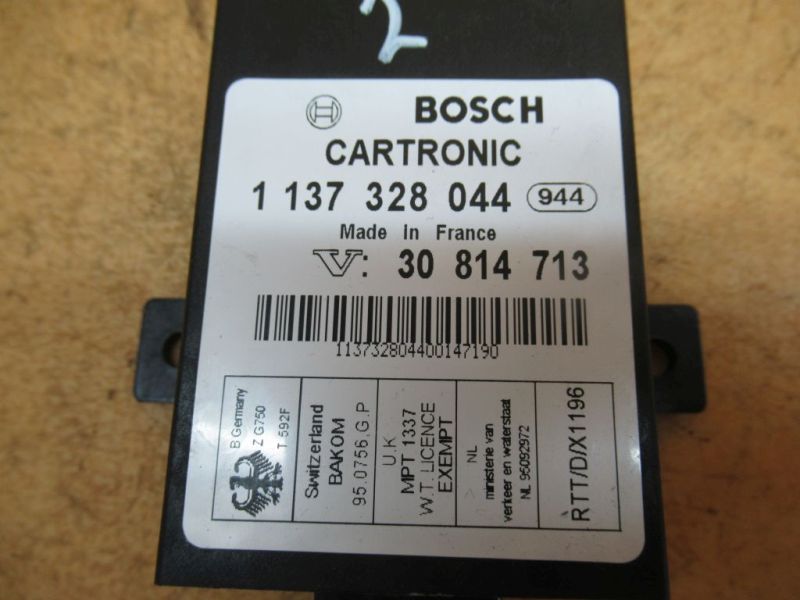 2
BOSCH
CARTRONIC
1 137 328 044 944
Made In France
V: 30 814 713
113732804400147190
B Germany
Z G750
T 592F
Switzerland
BAKOM
95.0756.G.P
U.K
MPT 1337
W.T. LICENCE
EXEMPT
NL
ministerie van
verkeer en waterstaat
NL 95092972
RTT/D/X1196